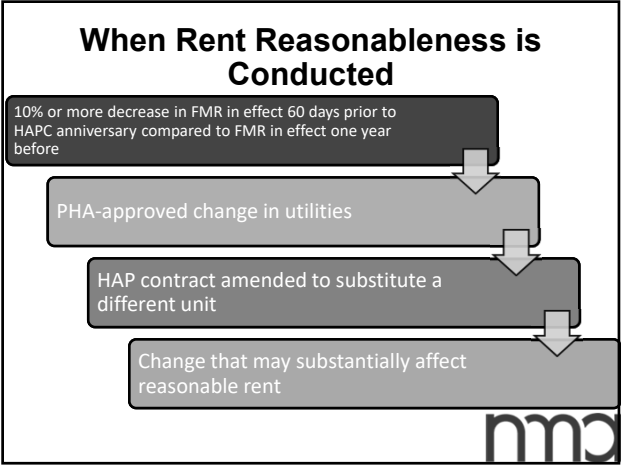 When Rent Reasonableness is
Conducted
10% or more decrease in FMR in effect 60 days prior to
HAPC anniversary compared to FMR in effect one year
before
PHA-approved change in utilities
HAP contract amended to substitute a
different unit
Change that may substantially affect
reasonable rent
nma